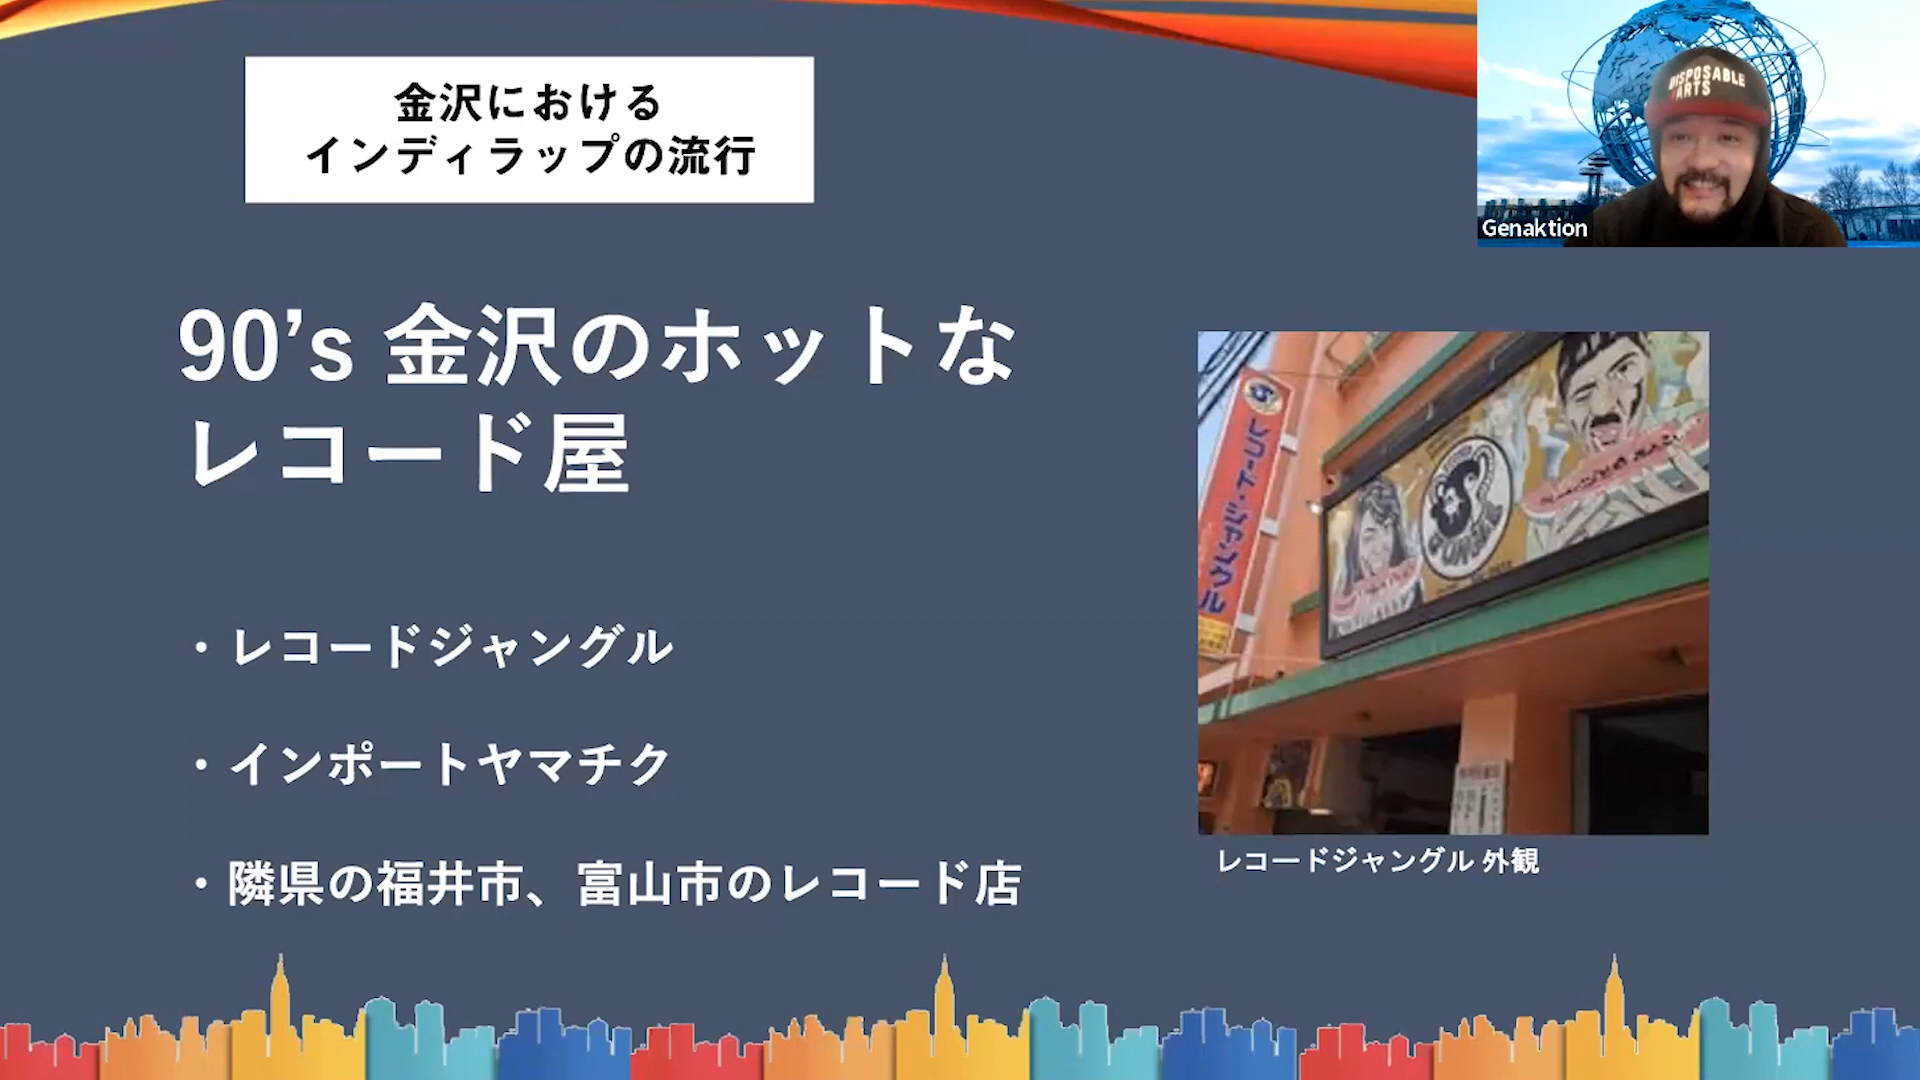 金沢における
インディラップの流行
DISPOSABLE
ARTS
Genaktion
90’s 金沢のホットな
レコード屋
・レコードジャングル
・インポートヤマチク
・隣県の福井市、富山市のレコード店
レコード・ジャングル
JUNGLE
レコードジャングル 外観